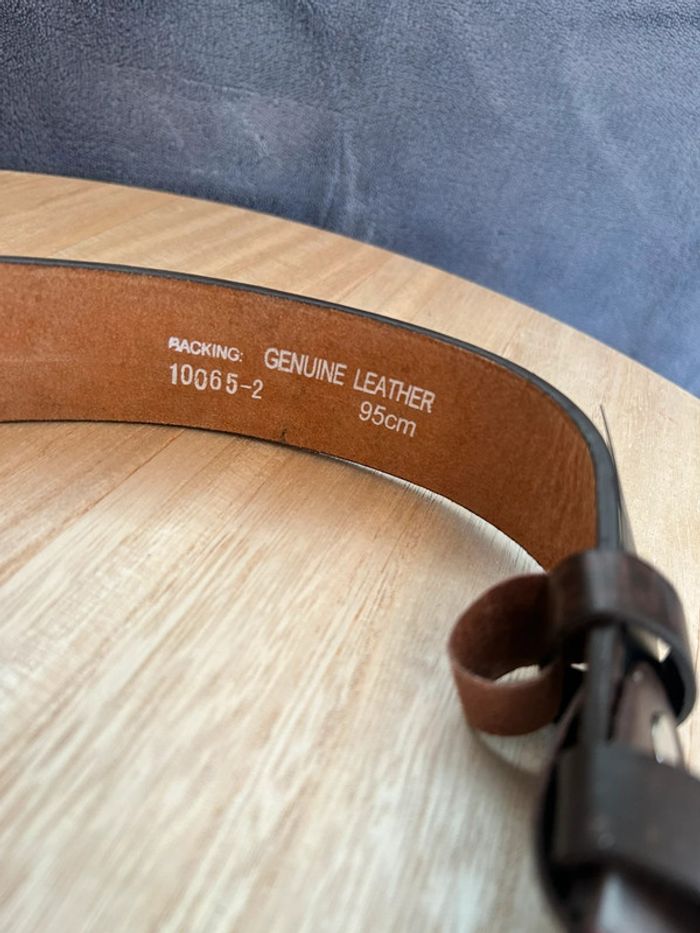 BACKING: GENUINE LEATHER
10065-2 95cm